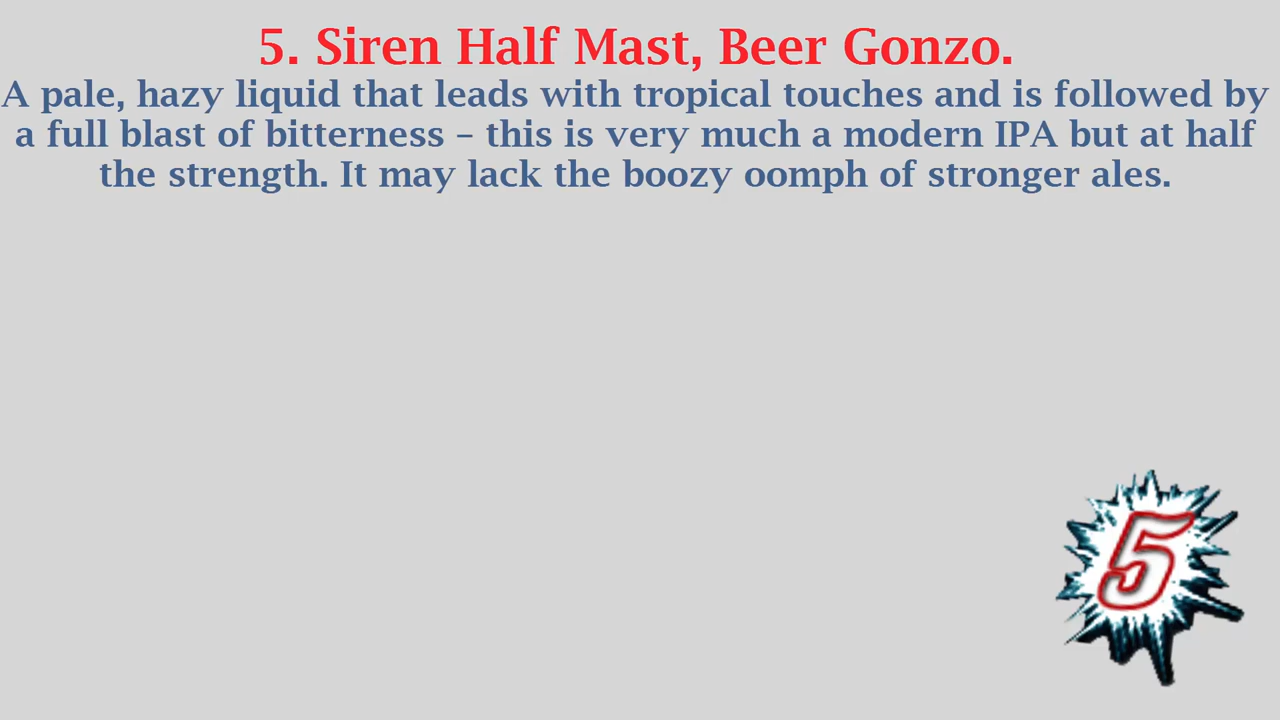 5. Siren Half Mast, Beer Gonzo.
A pale, hazy liquid that leads with tropical touches and is followed by
a full blast of bitterness – this is very much a modern IPA but at half
the strength. It may lack the boozy oomph of stronger ales.
5